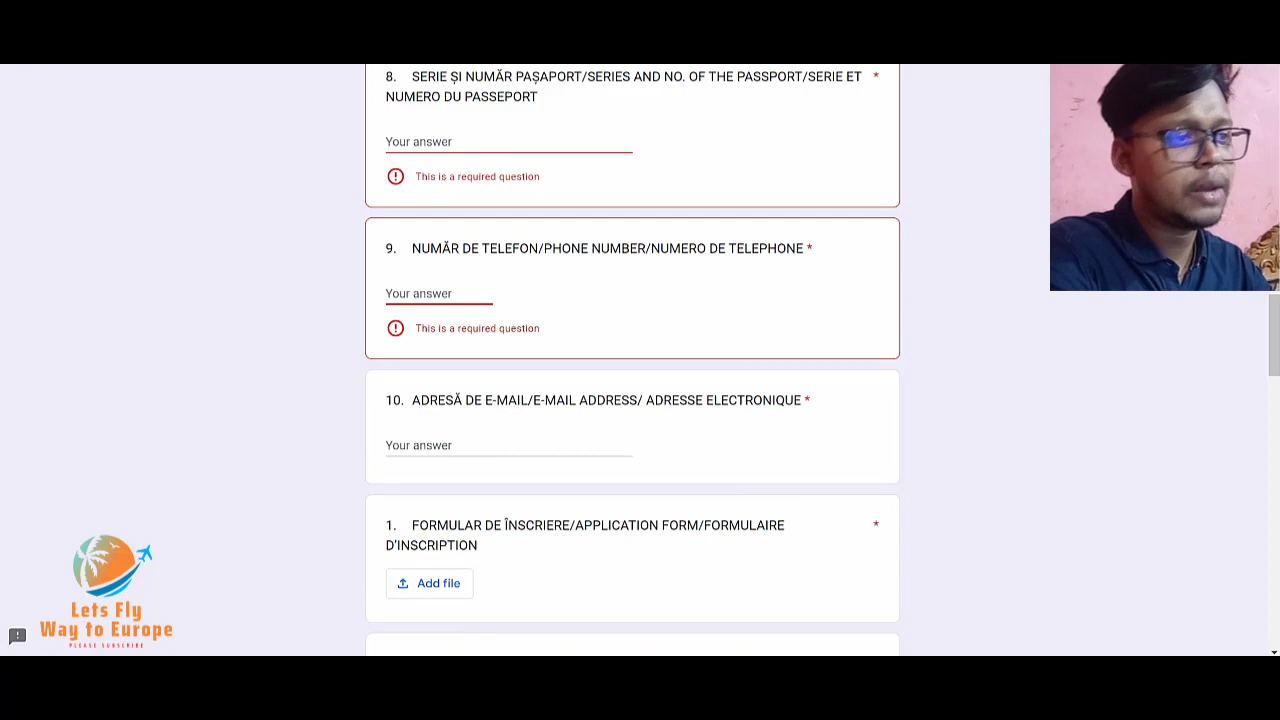 8. SERIE ȘI NUMĂR PAȘAPORT/SERIES AND NO. OF THE PASSPORT/SERIE ET *
NUMERO DU PASSEPORT
Your answer
This is a required question
9. NUMĂR DE TELEFON/PHONE NUMBER/NUMERO DE TELEPHONE *
Your answer
This is a required question
10. ADRESĂ DE E-MAIL/E-MAIL ADDRESS/ ADRESSE ELECTRONIQUE *
Your answer
1. FORMULAR DE ÎNSCRIERE/APPLICATION FORM/FORMULAIRE *
D'INSCRIPTION
Add file
Lets Fly
Way to Europe
PLEASE SUBSCRIBE